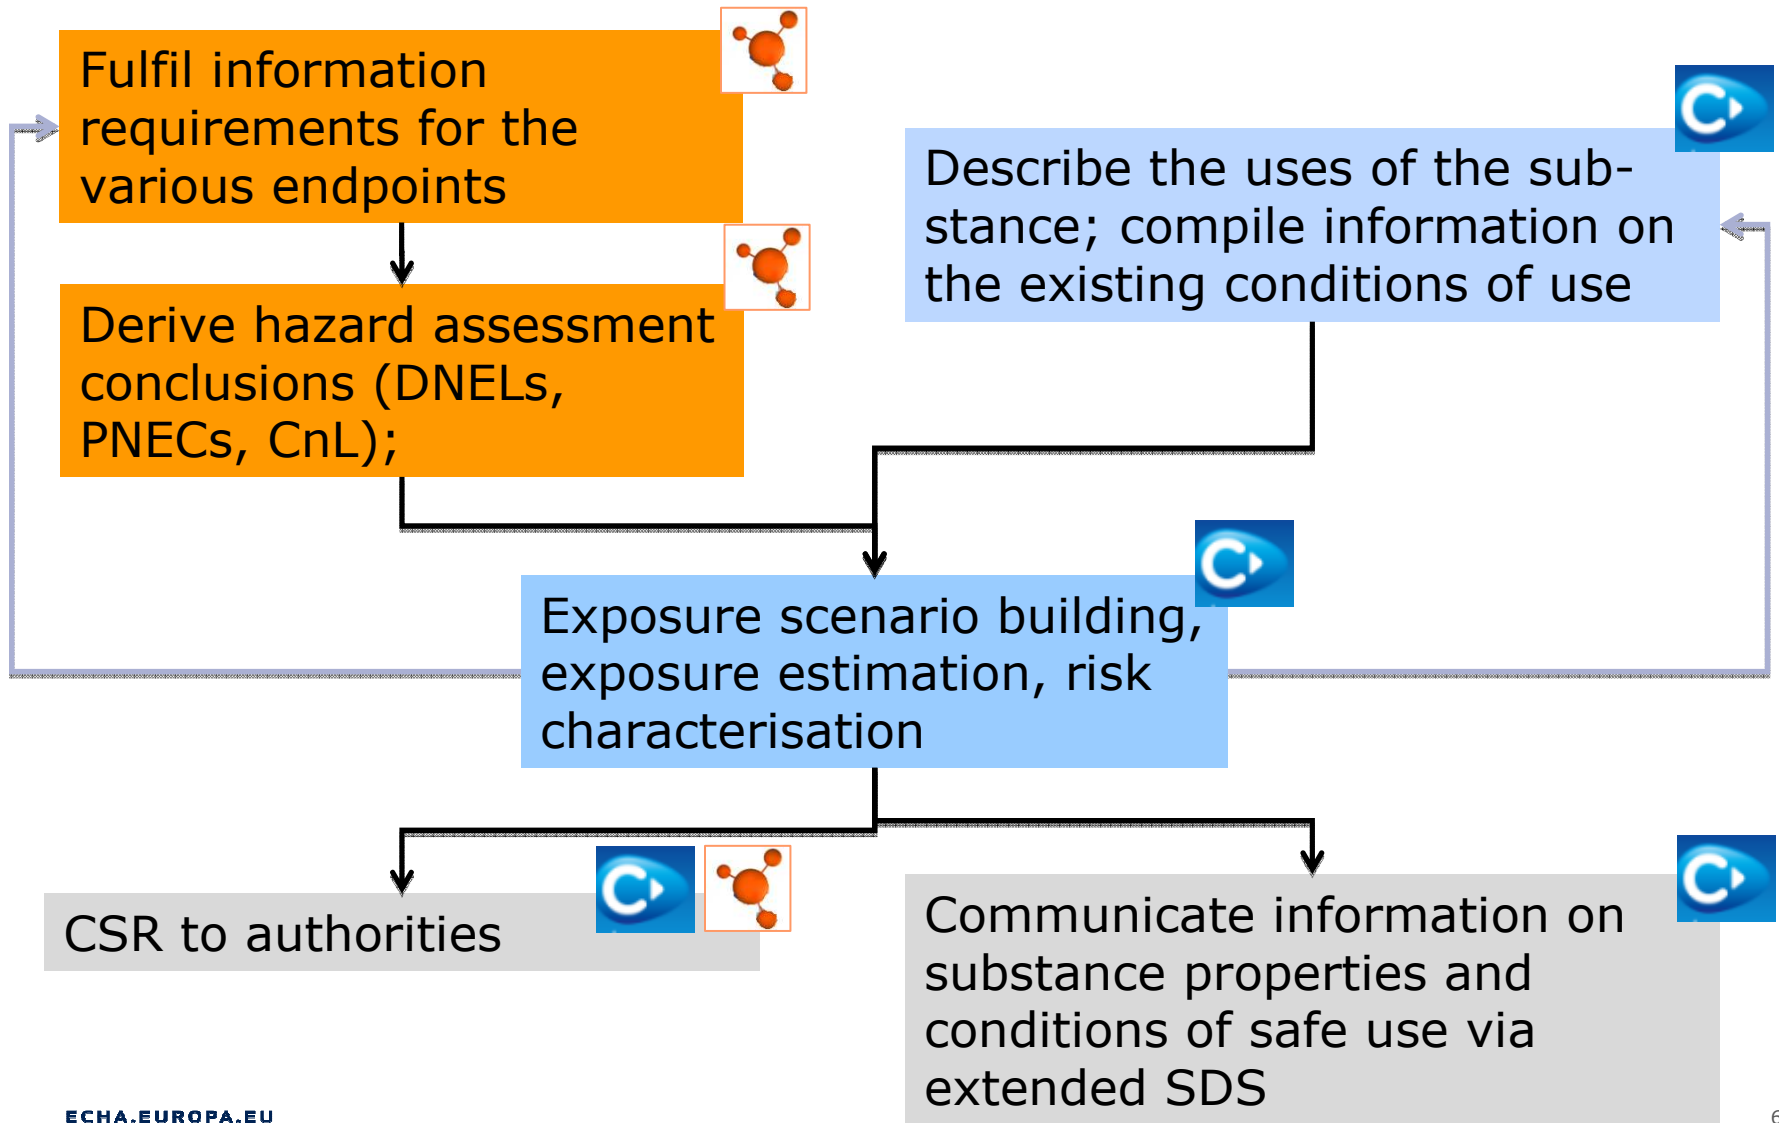 Fulfil information
requirements for the
various endpoints
Describe the uses of the sub-
stance; compile information on
the existing conditions of use
Derive hazard assessment
conclusions (DNELs,
PNECs, CnL);
Exposure scenario building,
exposure estimation, risk
characterisation
CSR to authorities
Communicate information on
substance properties and
conditions of safe use via
extended SDS
ECHA.EUROPA.EU
6